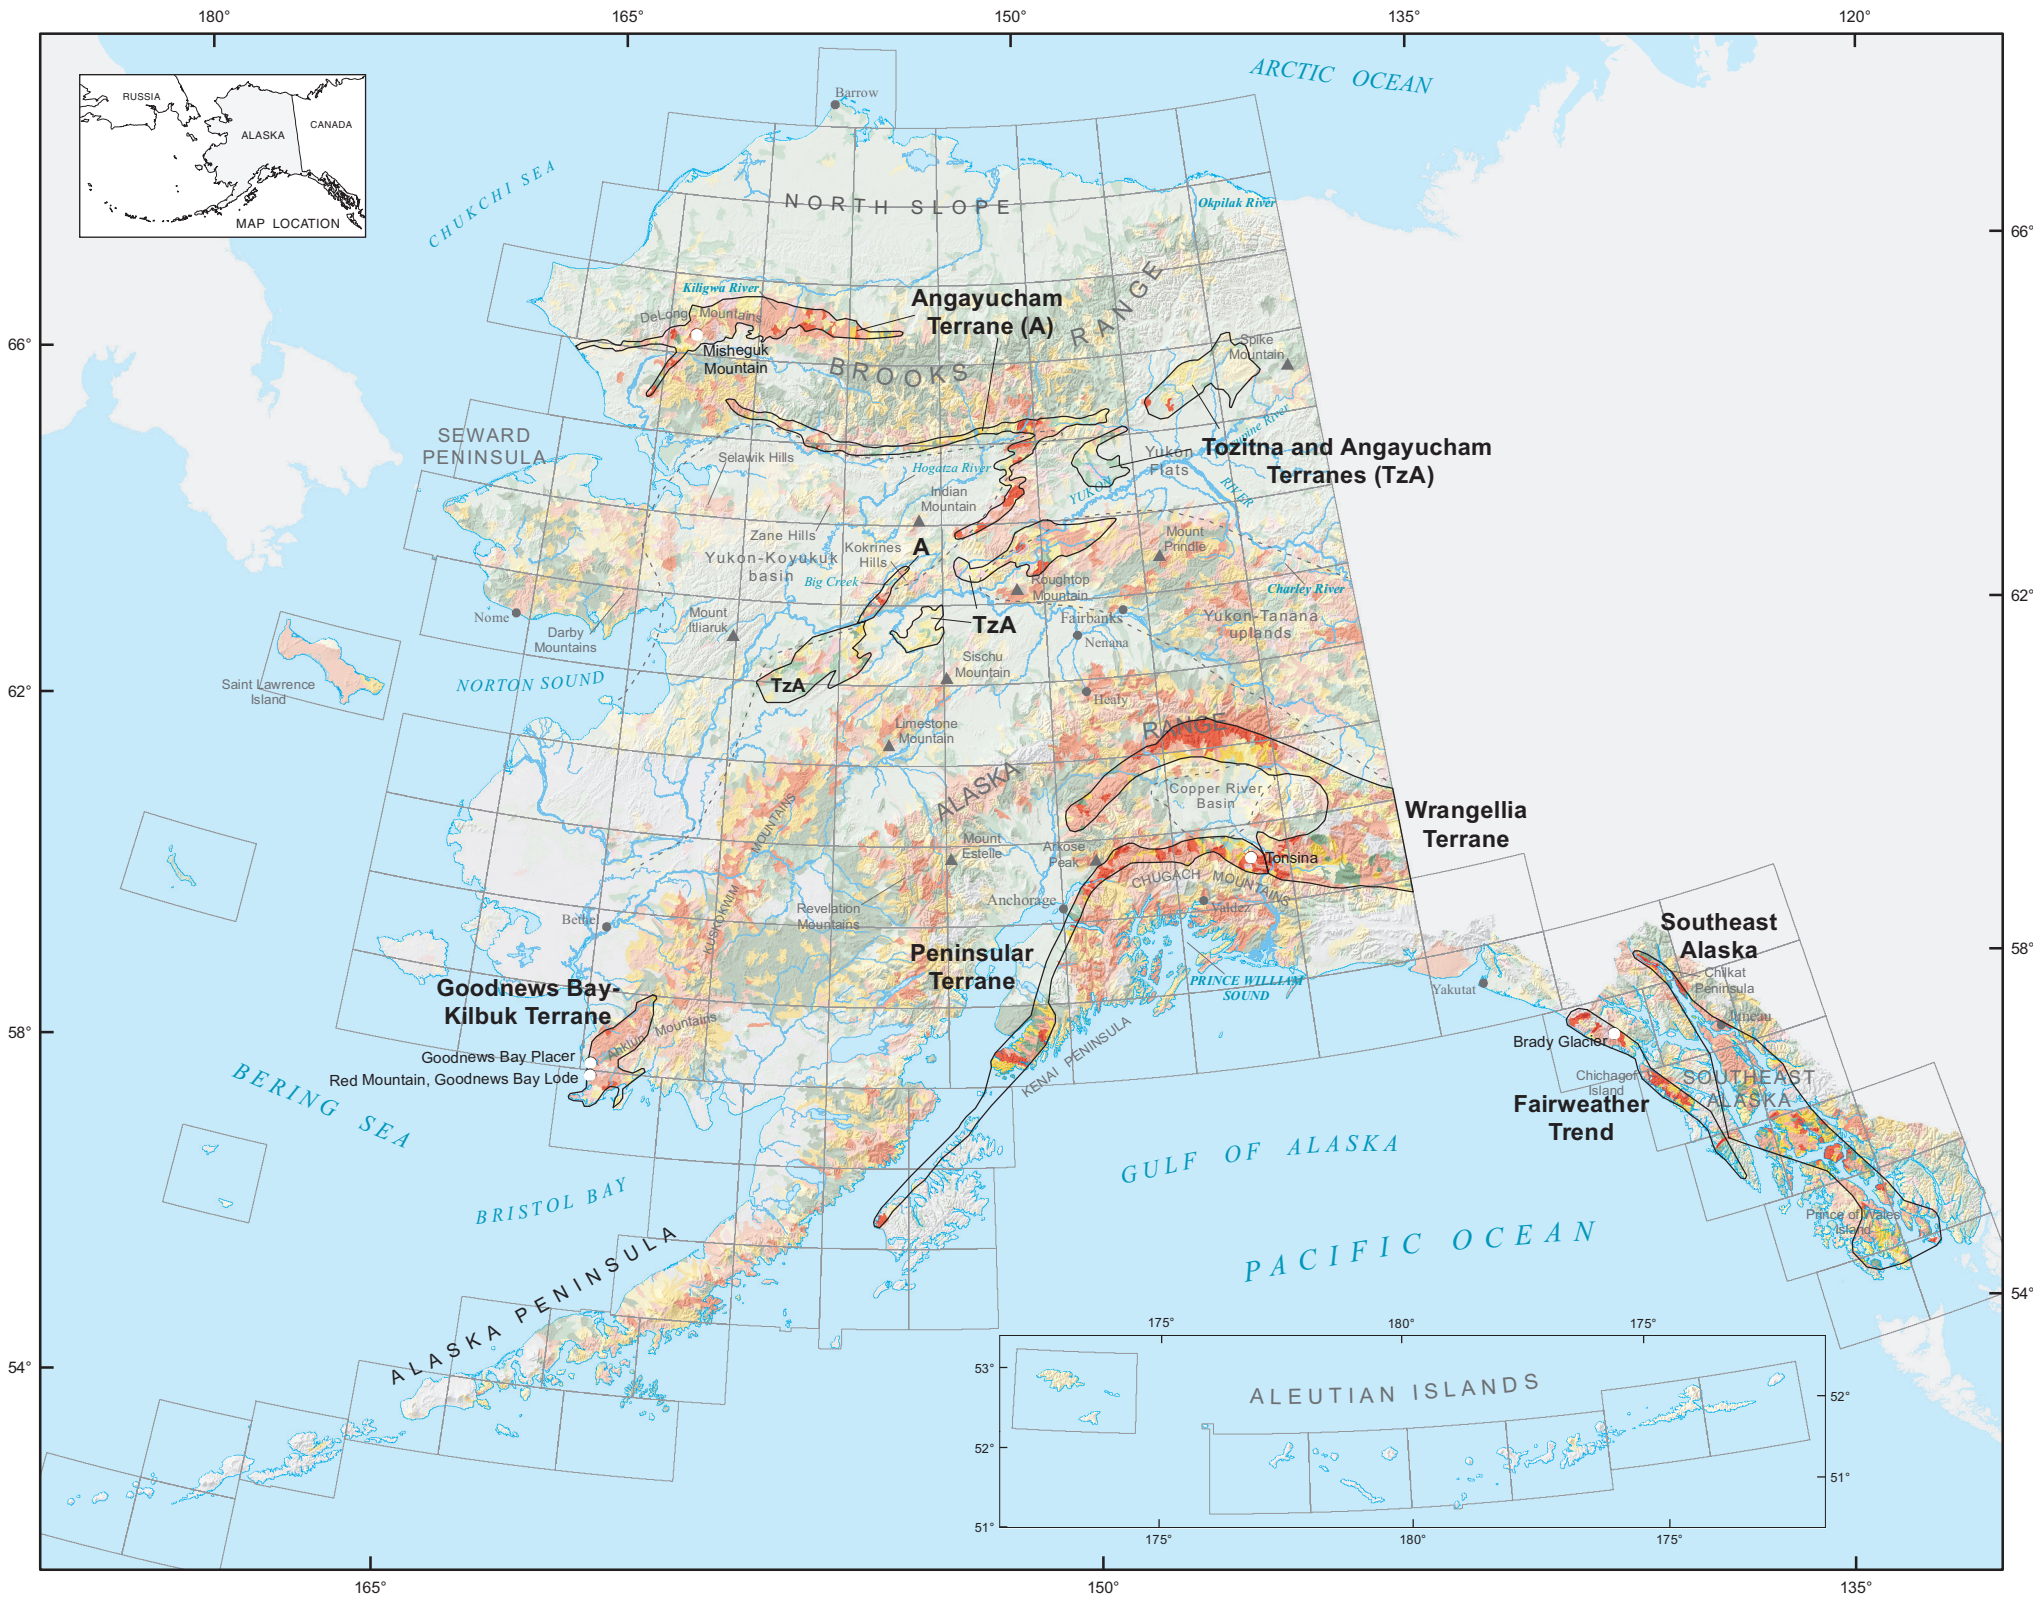 180°
165°
150°
135°
120°
RUSSIA
ALASKA
CANADA
MAP LOCATION
ARCTIC OCEAN
Barrow
CHUKCHI SEA
NORTH SLOPE
Okpilak River
66°
Kiligwa River
DeLong Mountains
Angayucham
Terrane (A)
BROOKS RANGE
66°
Misheguk
Mountain
Spike
Mountain
Porcupine River
SEWARD
PENINSULA
Selawik Hills
Hogatza River
Yukon
Flats
Tozitna and Angayucham
Terranes (TzA)
YUKON RIVER
Indian
Mountain
Zane Hills
A
Kokrines
Hills
Mount
Prindle
Yukon-Koyukuk
basin
Big Creek
Roughtop
Mountain
Charley River
62°
Nome
Darby
Mountains
Mount
Itliaruk
TzA
Fairbanks
Nenana
Yukon-Tanana
uplands
Saint Lawrence
Island
NORTON SOUND
62°
TzA
Sischu
Mountain
Healy
Limestone
Mountain
ALASKA RANGE
Copper River
Basin
Wrangellia
Terrane
KUSKOKWIM MOUNTAINS
Mount
Estelle
Arkose
Peak
Tonsina
CHUGACH MOUNTAINS
Revelation
Mountains
Anchorage
Valdez
Bethel
Peninsular
Terrane
PRINCE WILLIAM
SOUND
Yakutat
Southeast
Alaska
Chilkat
Peninsula
58°
Goodnews Bay-
Kilbuk Terrane
Ahklun Mountains
58°
Goodnews Bay Placer
Red Mountain, Goodnews Bay Lode
KENAI PENINSULA
Juneau
Brady Glacier
Chichagof
Island
SOUTHEAST
ALASKA
Fairweather
Trend
BERING SEA
GULF OF ALASKA
BRISTOL BAY
Prince of Wales
Island
PACIFIC OCEAN
ALASKA PENINSULA
54°
54°
175°
180°
175°
53°
ALEUTIAN ISLANDS
52°
52°
51°
51°
175°
180°
175°
165°
150°
135°